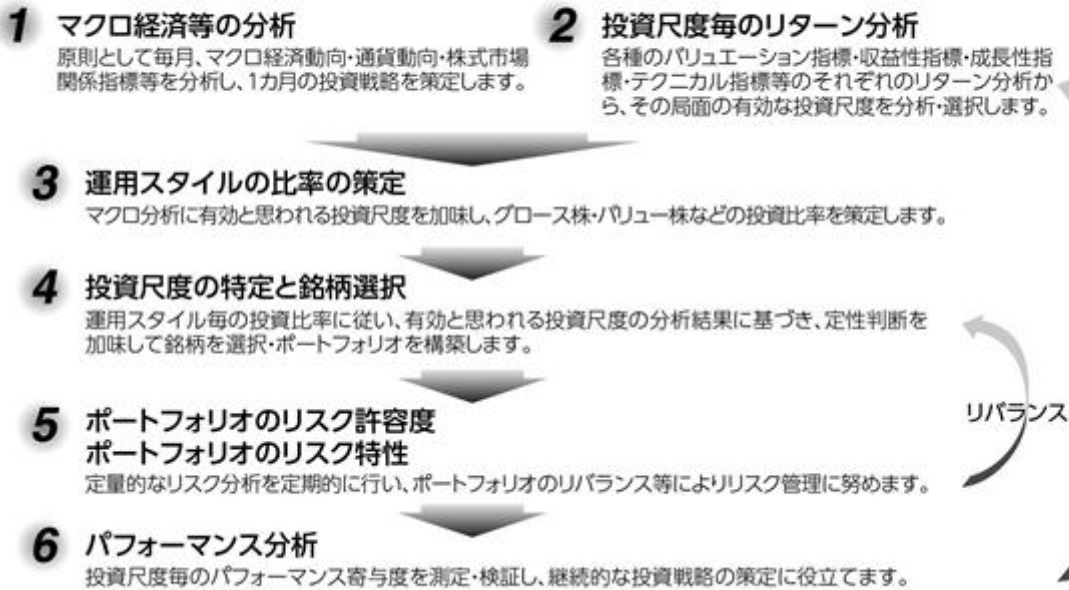 1 マクロ経済等の分析
原則として毎月、マクロ経済動向・通貨動向・株式市場
関係指標等を分析し、1カ月の投資戦略を策定します。
2 投資尺度毎のリターン分析
各種のバリュエーション指標・収益性指標・成長性指
標・テクニカル指標等のそれぞれのリターン分析か
ら、その局面の有効な投資尺度を分析・選択します。
3 運用スタイルの比率の策定
マクロ分析に有効と思われる投資尺度を加味し、グロース株・バリュー株などの投資比率を策定します。
4 投資尺度の特定と銘柄選択
運用スタイル毎の投資比率に従い、有効と思われる投資尺度の分析結果に基づき、定性判断を
加味して銘柄を選択・ポートフォリオを構築します。
リバランス
5 ポートフォリオのリスク許容度
ポートフォリオのリスク特性
定量的なリスク分析を定期的に行い、ポートフォリオのリバランス等によりリスク管理に努めます。
6 パフォーマンス分析
投資尺度毎のパフォーマンス寄与度を測定・検証し、継続的な投資戦略の策定に役立てます。